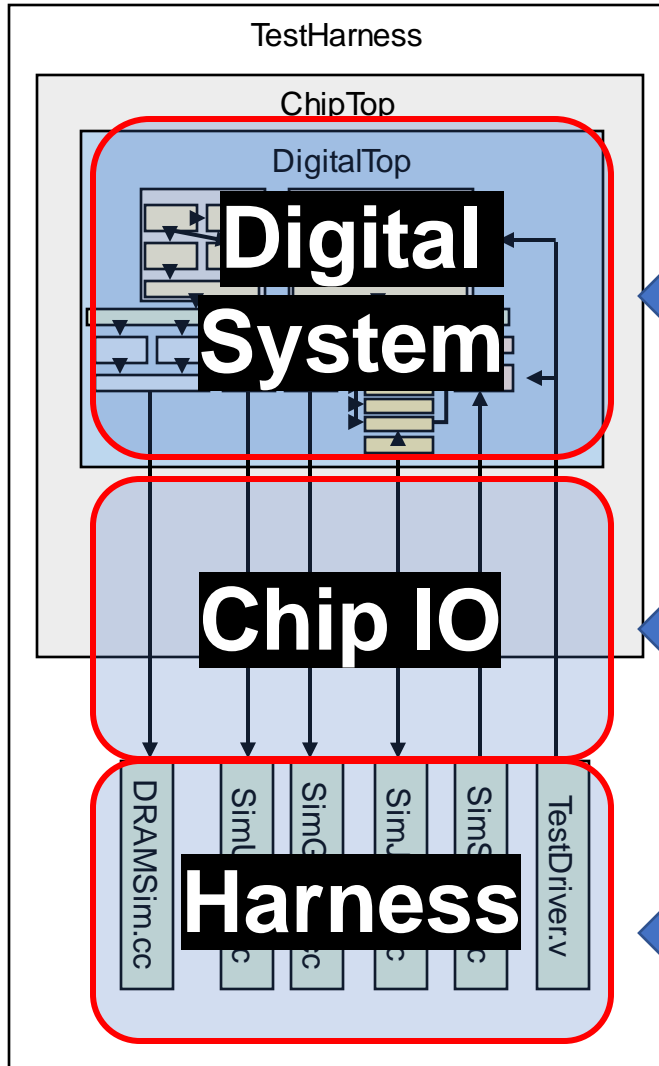 TestHarness
ChipTop
DigitalTop
Digital
System
Chip IO
DRAMSim.cc
TestDriver.v
Harness